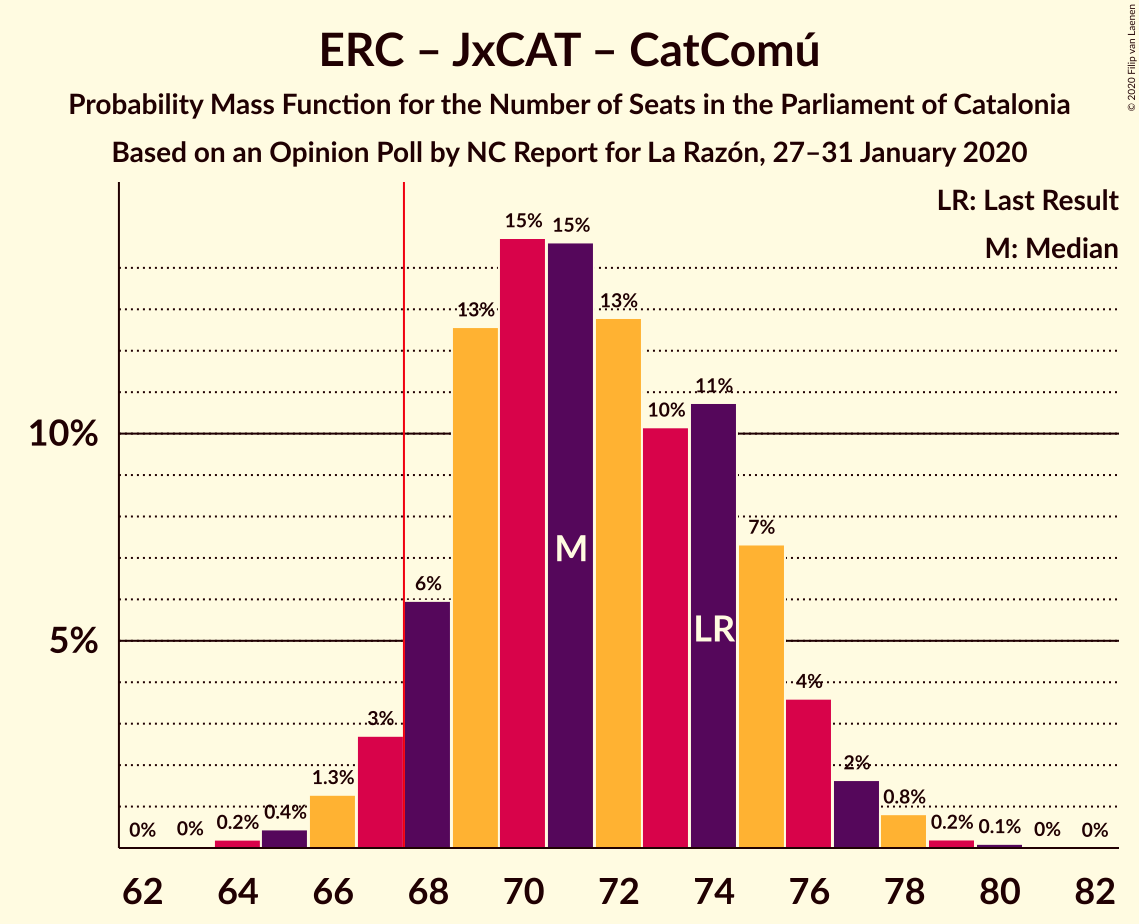 ERC – JxCAT – CatComú
Probability Mass Function for the Number of Seats in the Parliament of Catalonia
Based on an Opinion Poll by NC Report for La Razón, 27–31 January 2020
© 2020 Filip van Laenen
LR: Last Result
M: Median
10%
5%
0%
0%
0.2%
0.4%
1.3%
3%
6%
13%
15%
15%
13%
10%
11%
7%
4%
2%
0.8%
0.2%
0.1%
0%
0%
M
LR
62 64 66 68 70 72 74 76 78 80 82